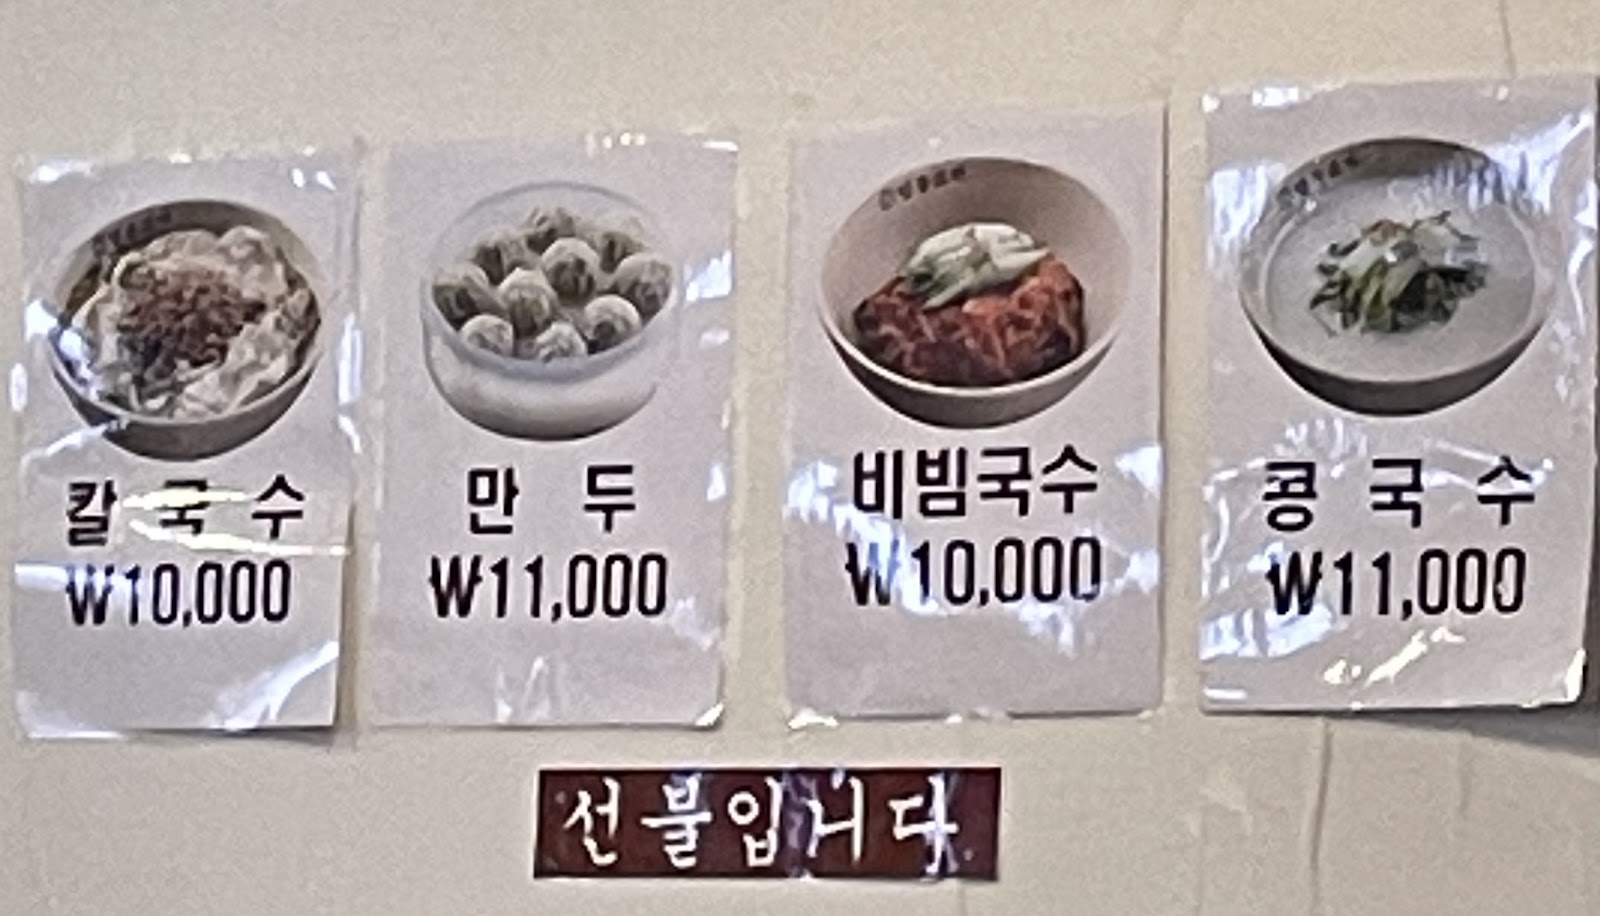 칼 국 수
₩10,000
만 두
₩11,000
비빔국수
₩10,000
콩 국 수
₩11,000
선불입니다